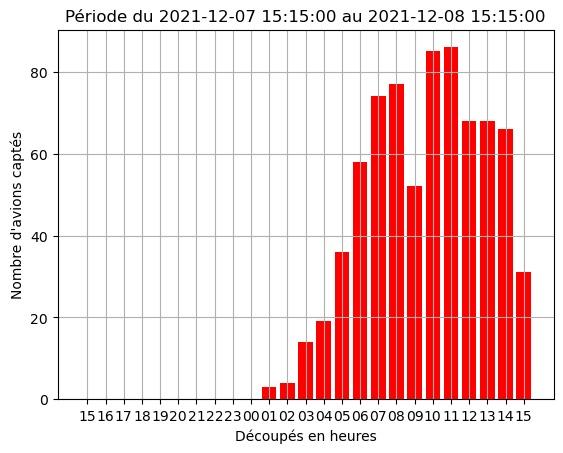 Période du 2021-12-07 15:15:00 au 2021-12-08 15:15:00
Nombre d'avions captés
80
60
40
20
0
15 16 17 18 19 20 21 22 23 00 01 02 03 04 05 06 07 08 09 10 11 12 13 14 15
Découpés en heures